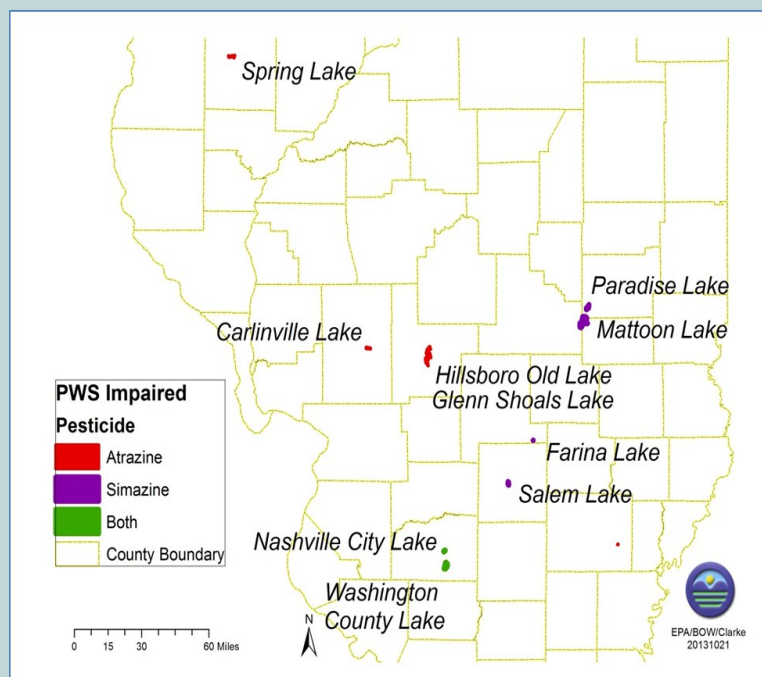 Spring Lake
Paradise Lake
Carlinville Lake
Mattoon Lake
Hillsboro Old Lake
Glenn Shoals Lake
PWS Impaired
Pesticide
Atrazine
Simazine
Both
County Boundary
Farina Lake
Salem Lake
Nashville City Lake
Washington
County Lake
N
0 15 30 60 Miles
EPA/BOW/Clarke
20131021